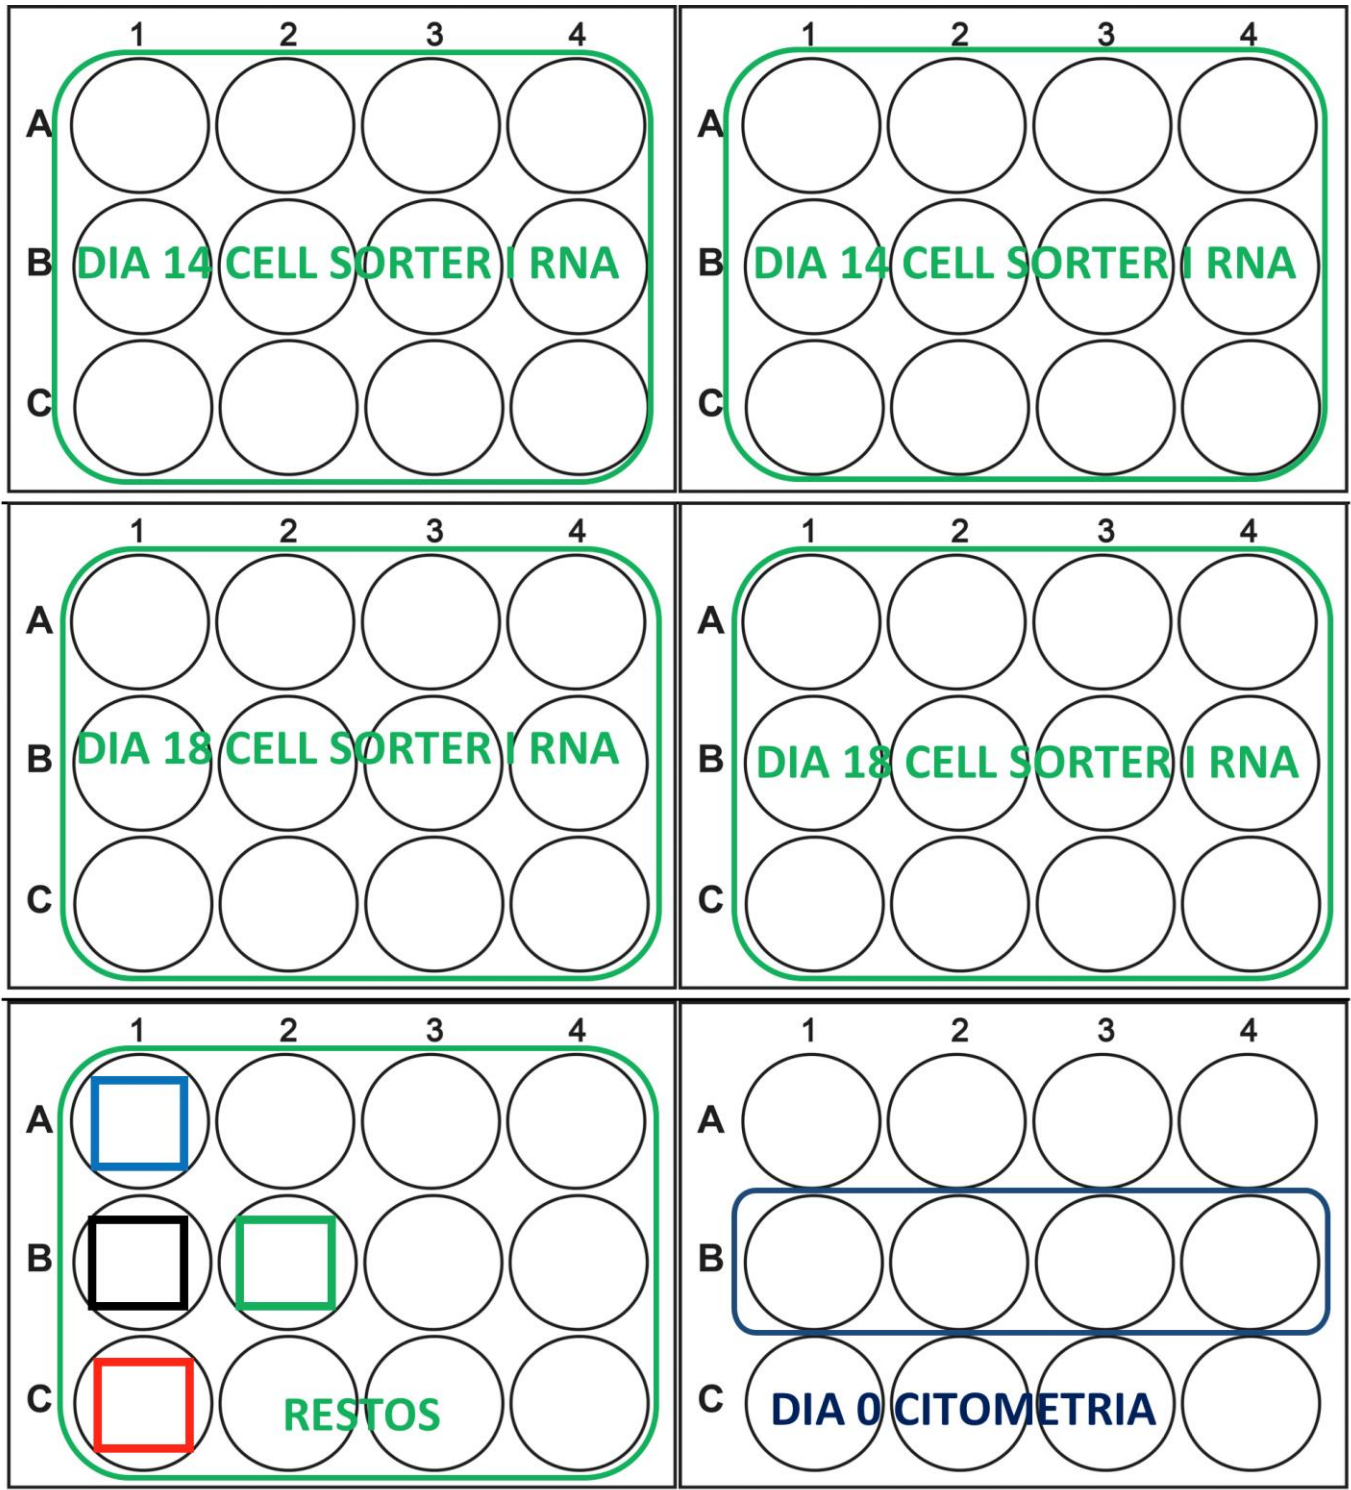 1 2 3 4
A
B DIA 14 CELL SORTER I RNA
C
1 2 3 4
A
B DIA 14 CELL SORTER I RNA
C
1 2 3 4
A
B DIA 18 CELL SORTER I RNA
C
1 2 3 4
A
B DIA 18 CELL SORTER I RNA
C
1 2 3 4
A
B
C RESTOS
1 2 3 4
A
B
C DIA 0 CITOMETRIA